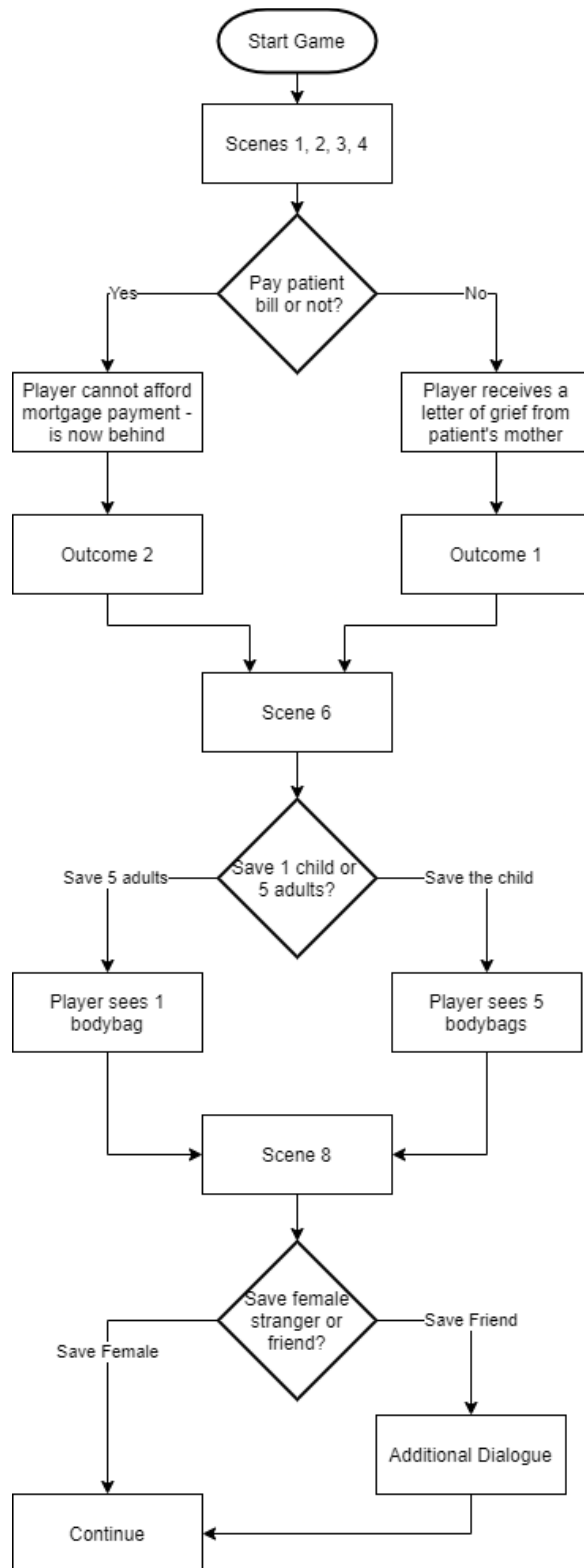 Start Game
Scenes 1, 2, 3, 4
Pay patient
bill or not?
Yes
No
Player cannot afford
mortgage payment -
is now behind
Player receives a
letter of grief from
patient's mother
Outcome 2
Outcome 1
Scene 6
Save 1 child or
5 adults?
Save 5 adults
Save the child
Player sees 1
bodybag
Player sees 5
bodybags
Scene 8
Save female
stranger or
friend?
Save Friend
Save Female
Additional Dialogue
Continue